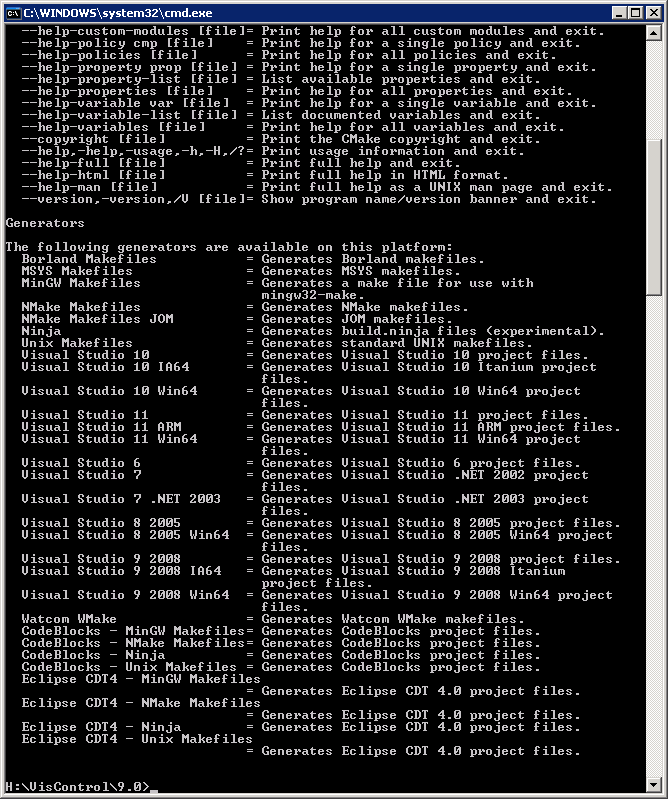 C:\WINDOWS\system32\cmd.exe
--help-custom-modules [file]= Print help for all custom modules and exit.
--help-policy cmp [file]    = Print help for a single policy and exit.
--help-policies [file]      = Print help for all policies and exit.
--help-property prop [file] = Print help for a single property and exit.
--help-property-list [file] = List available properties and exit.
--help-properties [file]    = Print help for all properties and exit.
--help-variable var [file]  = Print help for a single variable and exit.
--help-variable-list [file] = List documented variables and exit.
--help-variables [file]     = Print help for all variables and exit.
--copyright [file]          = Print the CMake copyright and exit.
--help,-help,-usage,-h,-H,/?= Print usage information and exit.
--help-full [file]          = Print full help and exit.
--help-html [file]          = Print full help in HTML format.
--help-man [file]           = Print full help as a UNIX man page and exit.
--version,-version,/V [file]= Show program name/version banner and exit.
Generators
The following generators are available on this platform:
Borland Makefiles           = Generates Borland makefiles.
MSYS Makefiles              = Generates MSYS makefiles.
MinGW Makefiles             = Generates a make file for use with
mingw32-make.
NMake Makefiles             = Generates NMake makefiles.
NMake Makefiles JOM         = Generates JOM makefiles.
Ninja                       = Generates build.ninja files (experimental).
Unix Makefiles              = Generates standard UNIX makefiles.
Visual Studio 10            = Generates Visual Studio 10 project files.
Visual Studio 10 IA64       = Generates Visual Studio 10 Itanium project
files.
Visual Studio 10 Win64      = Generates Visual Studio 10 Win64 project
files.
Visual Studio 11            = Generates Visual Studio 11 project files.
Visual Studio 11 ARM        = Generates Visual Studio 11 ARM project files.
Visual Studio 11 Win64      = Generates Visual Studio 11 Win64 project
files.
Visual Studio 6             = Generates Visual Studio 6 project files.
Visual Studio 7             = Generates Visual Studio .NET 2002 project
files.
Visual Studio 7 .NET 2003   = Generates Visual Studio .NET 2003 project
files.
Visual Studio 8 2005        = Generates Visual Studio 8 2005 project files.
Visual Studio 8 2005 Win64  = Generates Visual Studio 8 2005 Win64 project
files.
Visual Studio 9 2008        = Generates Visual Studio 9 2008 project files.
Visual Studio 9 2008 IA64   = Generates Visual Studio 9 2008 Itanium
project files.
Visual Studio 9 2008 Win64  = Generates Visual Studio 9 2008 Win64 project
files.
Watcom WMake                = Generates Watcom WMake makefiles.
CodeBlocks - MinGW Makefiles= Generates CodeBlocks project files.
CodeBlocks - NMake Makefiles= Generates CodeBlocks project files.
CodeBlocks - Ninja          = Generates CodeBlocks project files.
CodeBlocks - Unix Makefiles = Generates CodeBlocks project files.
Eclipse CDT4 - MinGW Makefiles
= Generates Eclipse CDT 4.0 project files.
Eclipse CDT4 - NMake Makefiles
= Generates Eclipse CDT 4.0 project files.
Eclipse CDT4 - Ninja        = Generates Eclipse CDT 4.0 project files.
Eclipse CDT4 - Unix Makefiles
= Generates Eclipse CDT 4.0 project files.
H:\VisControl\9.0>_